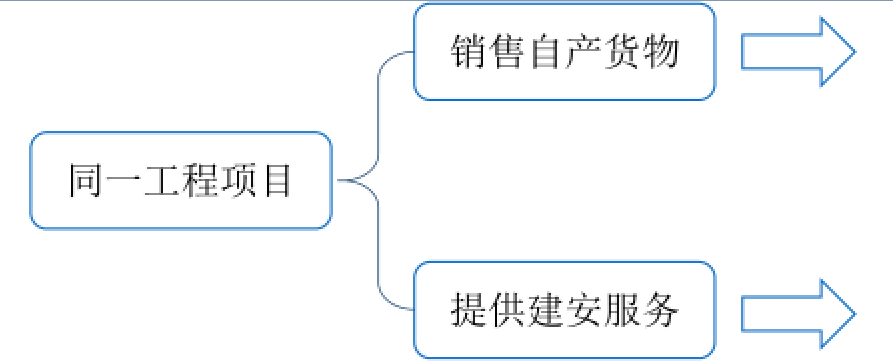 销售自产货物
同一工程项目
提供建安服务